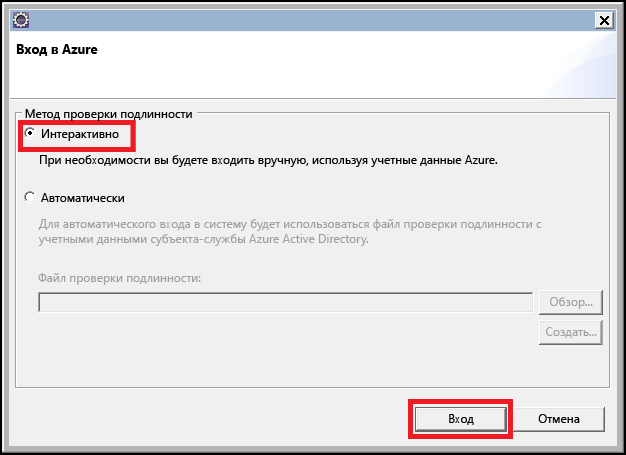 Вход в Azure
Метод проверки подлинности
Интерактивно
При необходимости вы будете входить вручную, используя учетные данные Azure.
Автоматически
Для автоматического входа в систему будет использоваться файл проверки подлинности с
учетными данными субъекта-службы Azure Active Directory.
Файл проверки подлинности:
Обзор...
Создать...
Вход
Отмена